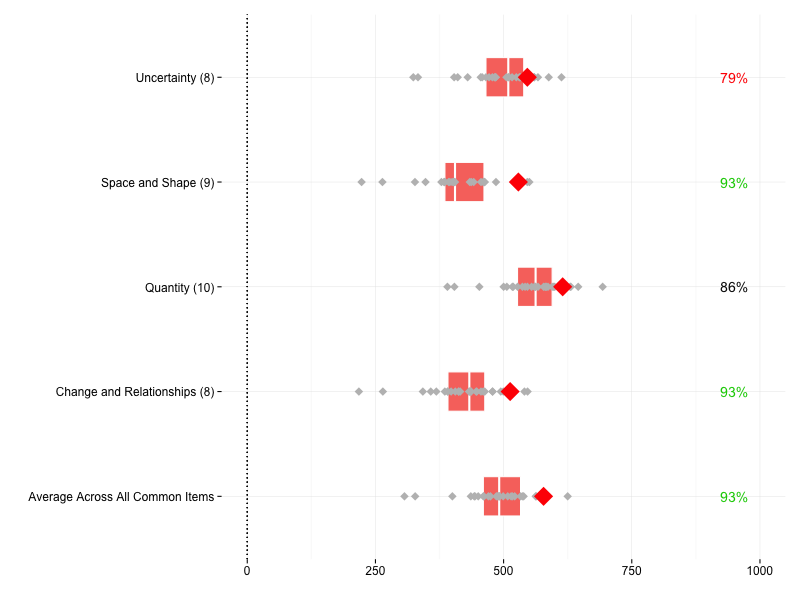 Uncertainty (8) 79%
Space and Shape (9) 93%
Quantity (10) 86%
Change and Relationships (8) 93%
Average Across All Common Items 93%
0 250 500 750 1000